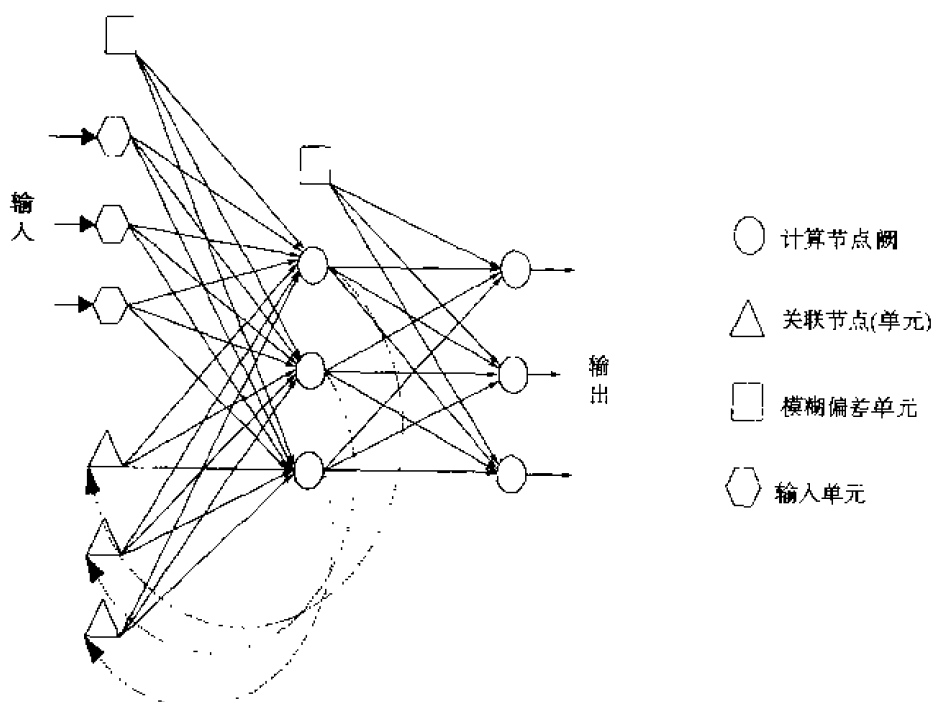 输
入
输
出
计算节点阙
关联节点(单元)
模糊偏差单元
输入单元